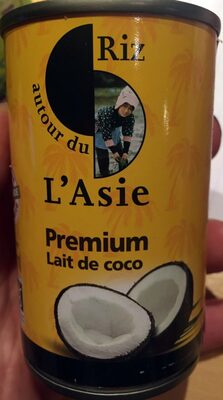 autour du
Riz
L'Asie
Premium
Lait de coco